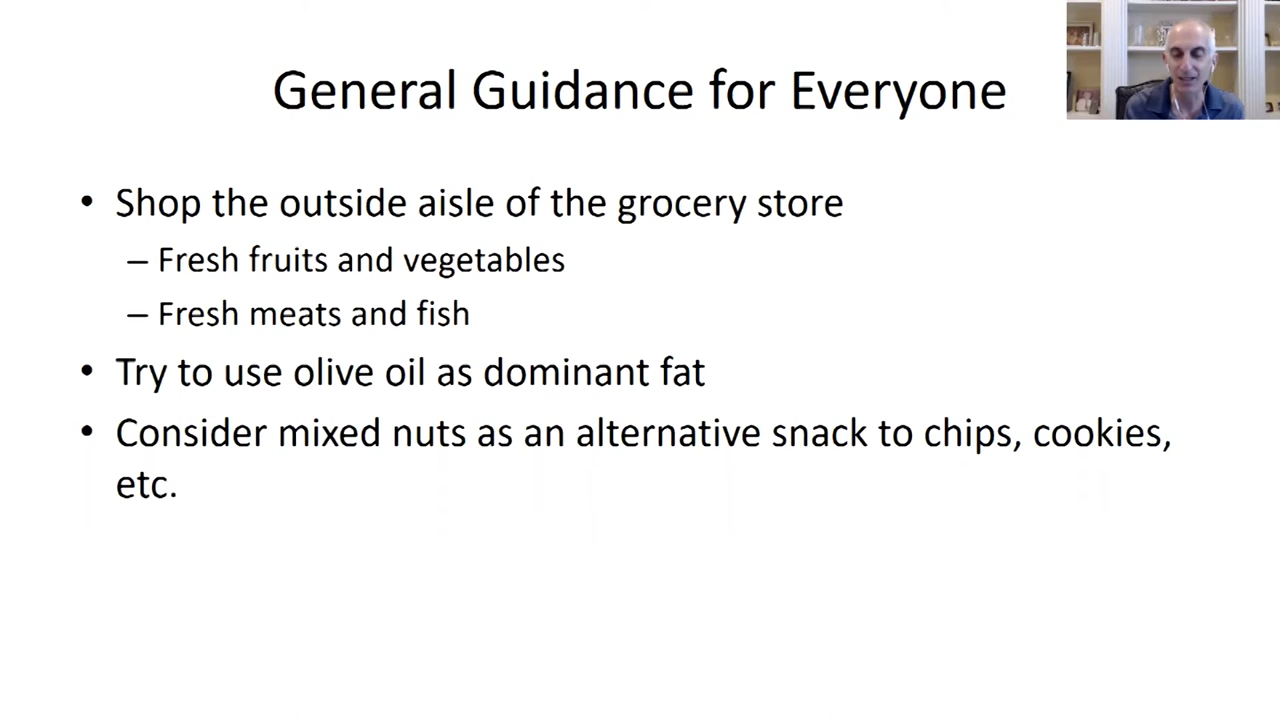 General Guidance for Everyone
• Shop the outside aisle of the grocery store
– Fresh fruits and vegetables
– Fresh meats and fish
• Try to use olive oil as dominant fat
• Consider mixed nuts as an alternative snack to chips, cookies,
etc.